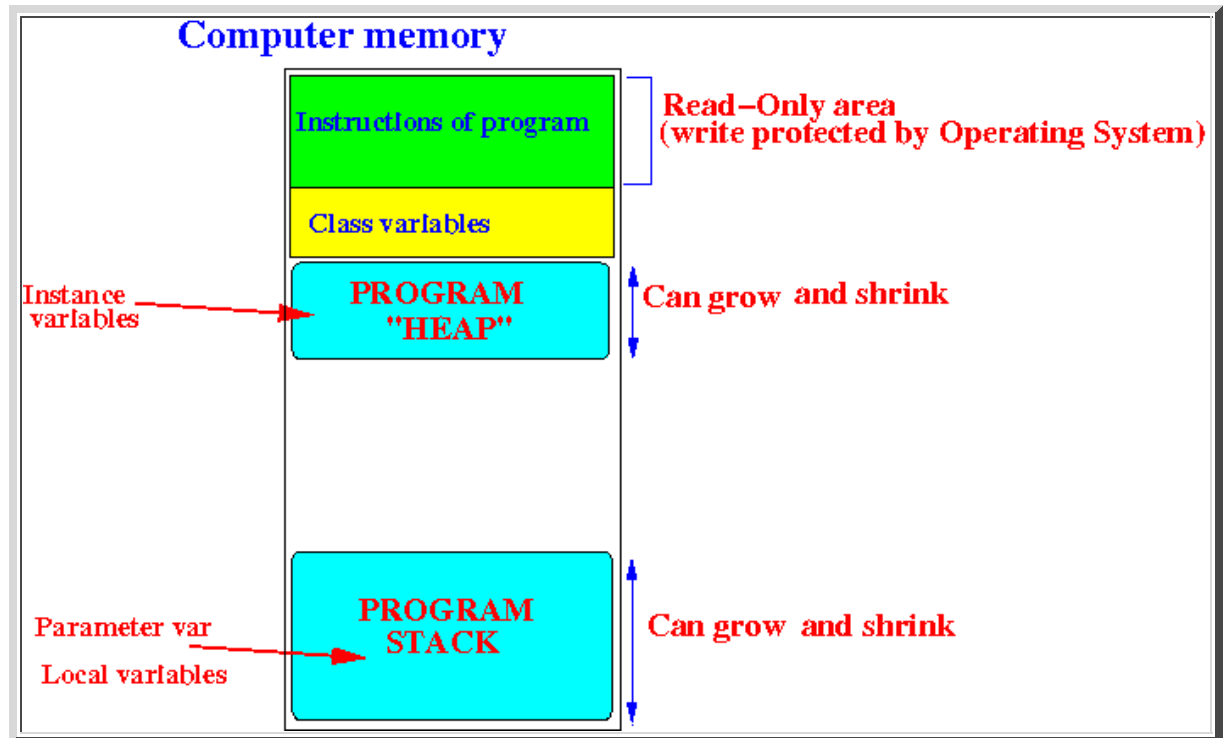 Computer memory
Instructions of program
Read-Only area
(write protected by Operating System)
Class variables
Instance
variables
PROGRAM
"HEAP"
Can grow and shrink
Parameter var
Local variables
PROGRAM
STACK
Can grow and shrink